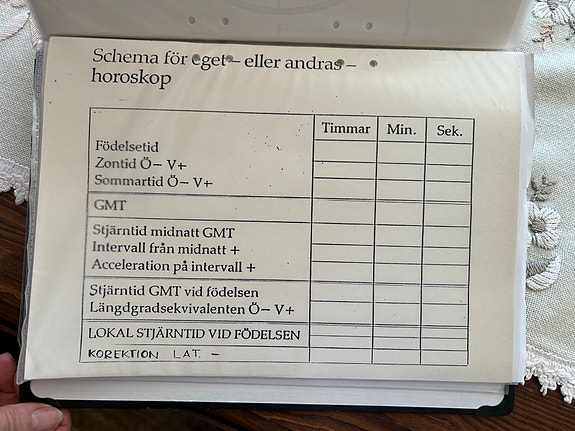 Schema för eget – eller andras –
horoskop
Timmar Min. Sek.
Födelsetid
Zontid Ö– V+
Sommartid Ö– V+
GMT
Stjärntid midnatt GMT
Intervall från midnatt +
Acceleration på intervall +
Stjärntid GMT vid födelsen
Längdgradsekvivalenten Ö– V+
LOKAL STJÄRNTID VID FÖDELSEN
KOREKTION LAT. –